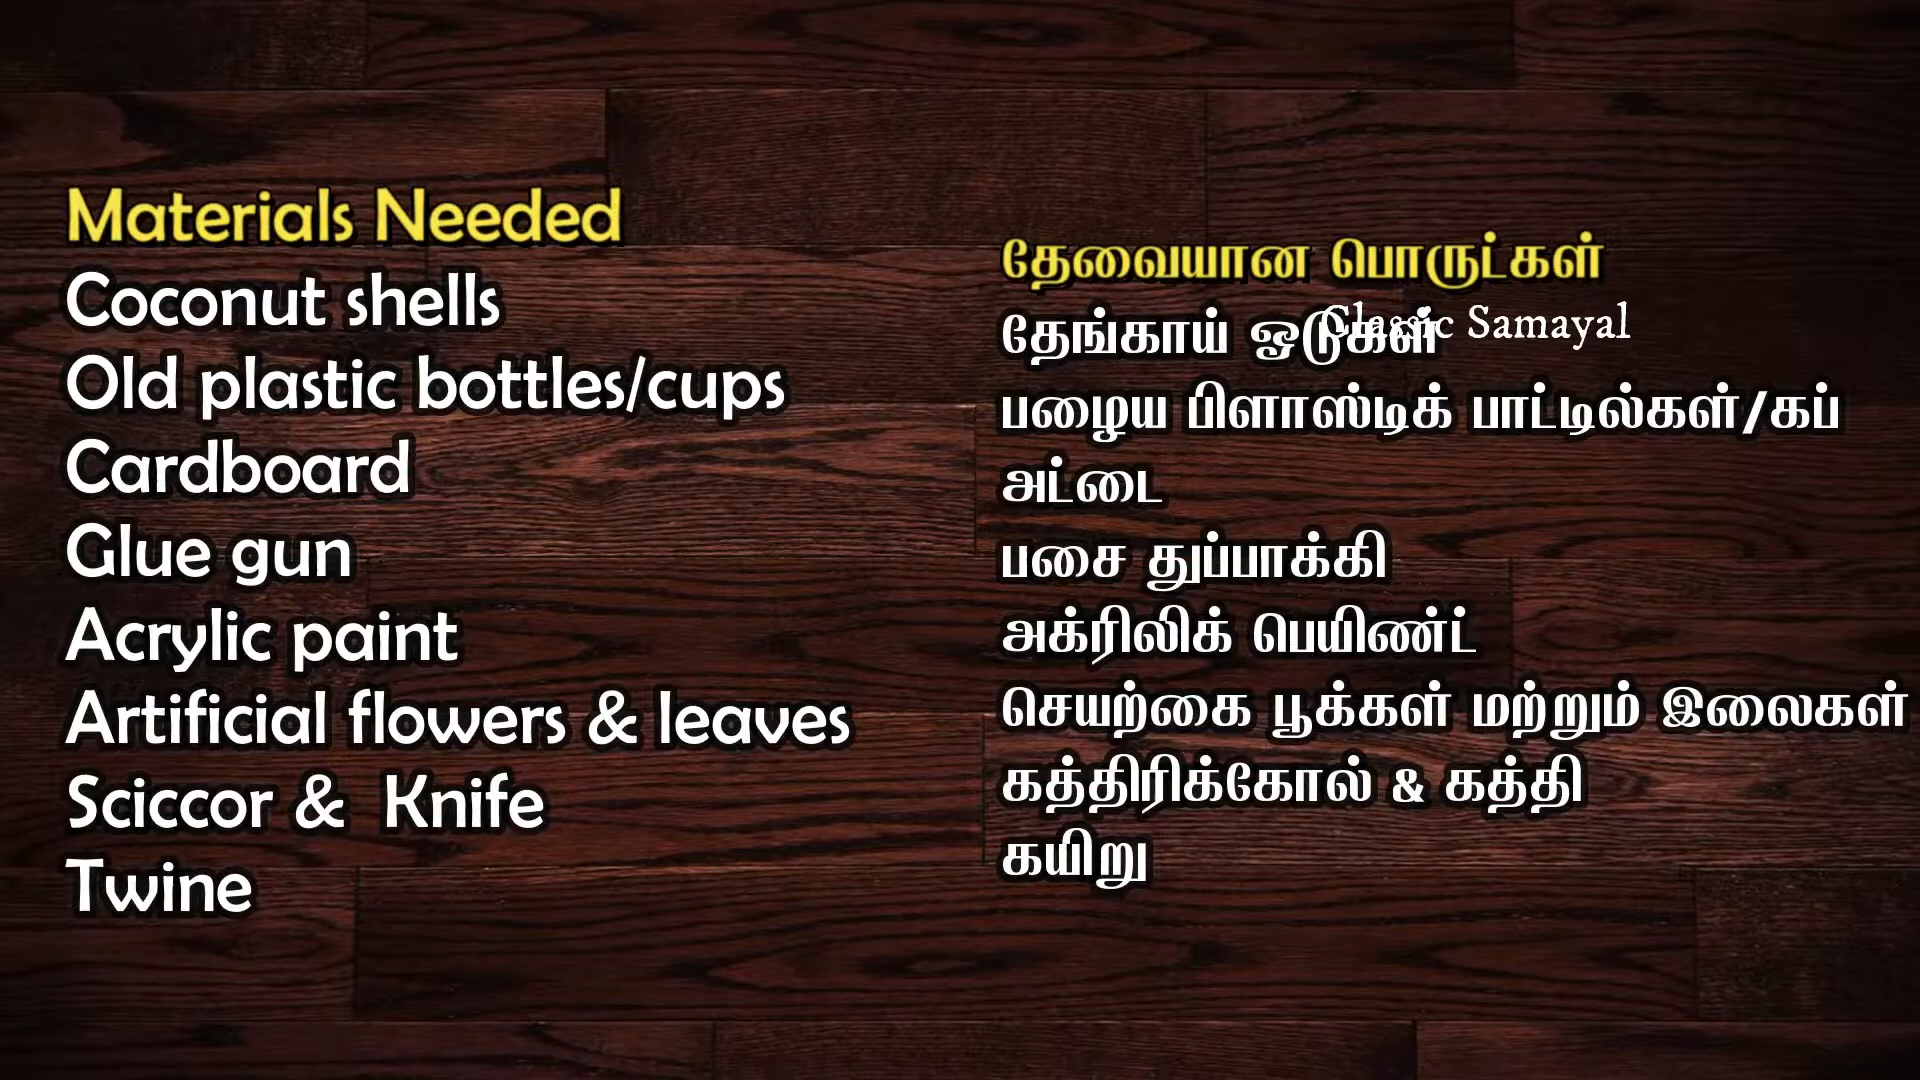 Materials Needed
Coconut shells
Old plastic bottles/cups
Cardboard
Glue gun
Acrylic paint
Artificial flowers & leaves
Sciccor & Knife
Twine
தேவையான பொருட்கள்
தேங்காய் ஓடுகள்
Classic Samayal
பழைய பிளாஸ்டிக் பாட்டில்கள்/கப்
அட்டை
பசை துப்பாக்கி
அக்ரிலிக் பெயிண்ட்
செயற்கை பூக்கள் மற்றும் இலைகள்
கத்திரிக்கோல் & கத்தி
கயிறு